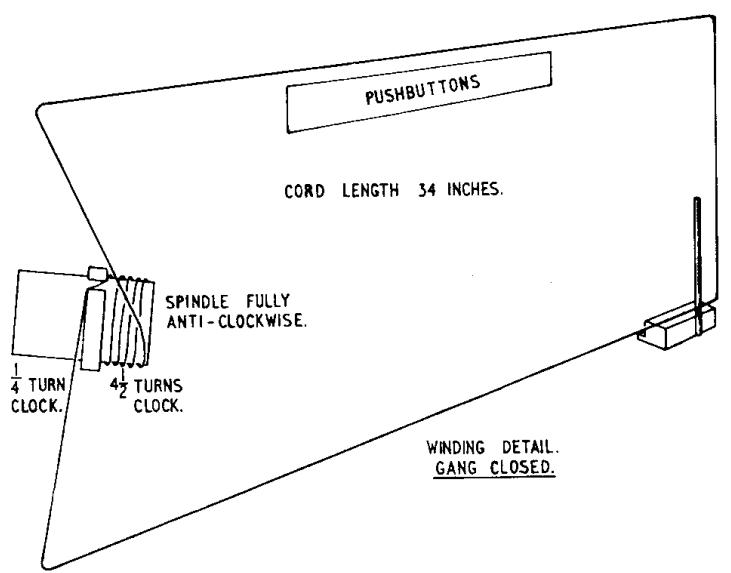 PUSHBUTTONS
CORD LENGTH 34 INCHES.
SPINDLE FULLY
ANTI-CLOCKWISE.
1/4 TURN
CLOCK.
4 1/2 TURNS
CLOCK.
WINDING DETAIL.
GANG CLOSED.